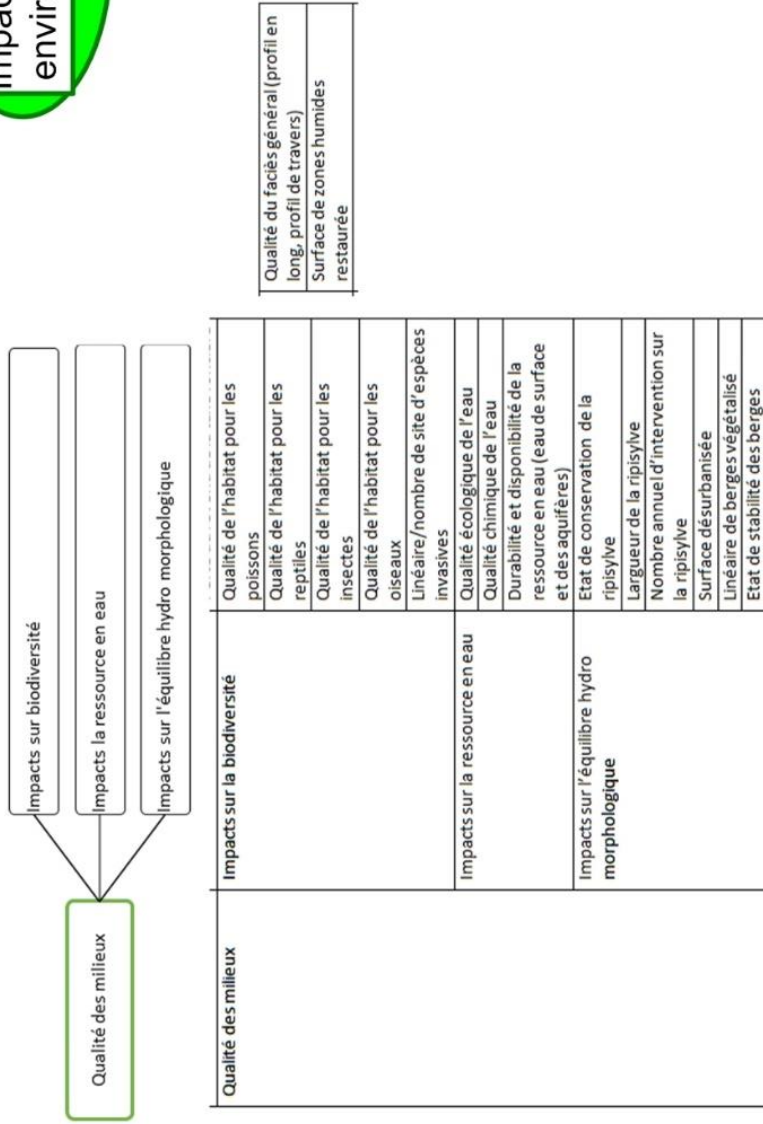 Qualité des milieux
Impacts sur biodiversité
Impacts la ressource en eau
Impacts sur l'équilibre hydro morphologique
Qualité des milieux
Impacts sur la biodiversité
Qualité de l'habitat pour les
poissons
Qualité de l'habitat pour les
reptiles
Qualité de l'habitat pour les
insectes
Qualité de l'habitat pour les
oiseaux
Linéaire/nombre de site d'espèces
invasives
Impacts sur la ressource en eau
Qualité écologique de l'eau
Qualité chimique de l'eau
Durabilité et disponibilité de la
ressource en eau (eau de surface
et des aquifères)
Impacts sur l'équilibre hydro
morphologique
Etat de conservation de la
ripisylve
Largueur de la ripisylve
Nombre annuel d'intervention sur
la ripisylve
Surface désurbanisée
Linéaire de berges végétalisé
Etat de stabilité des berges
Qualité du faciès général (profil en
long, profil de travers)
Surface de zones humides
restaurée